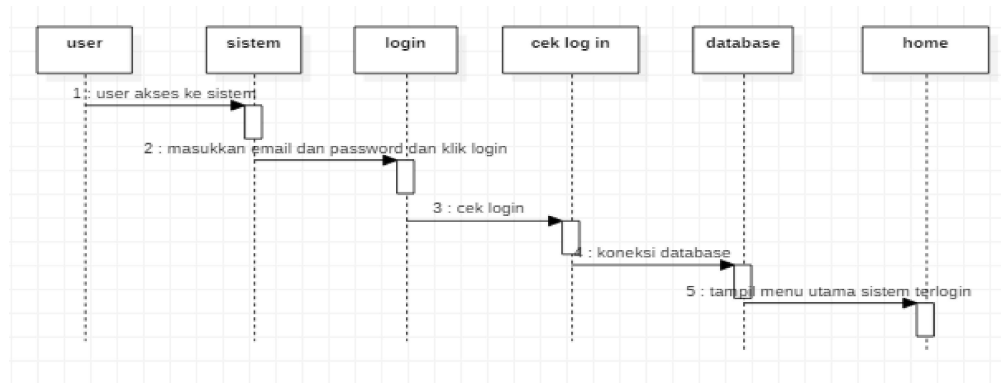 user
sistem
login
cek log in
database
home
1 : user akses ke sistem
2 : masukkan email dan password dan klik login
3 : cek login
4 : koneksi database
5 : tampil menu utama sistem terlogin